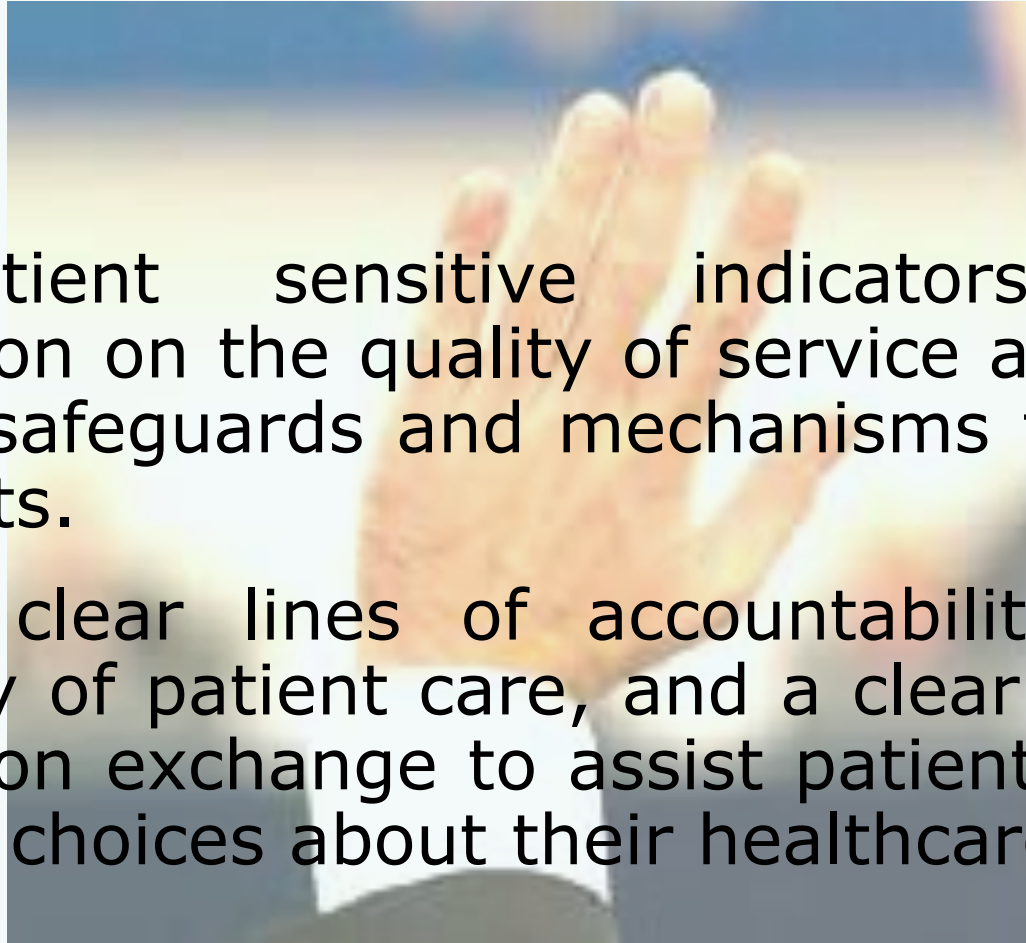 tient sensitive indicators
on on the quality of service a
safeguards and mechanisms
ts.
clear lines of accountabilit
y of patient care, and a clear
on exchange to assist patient
choices about their healthcar